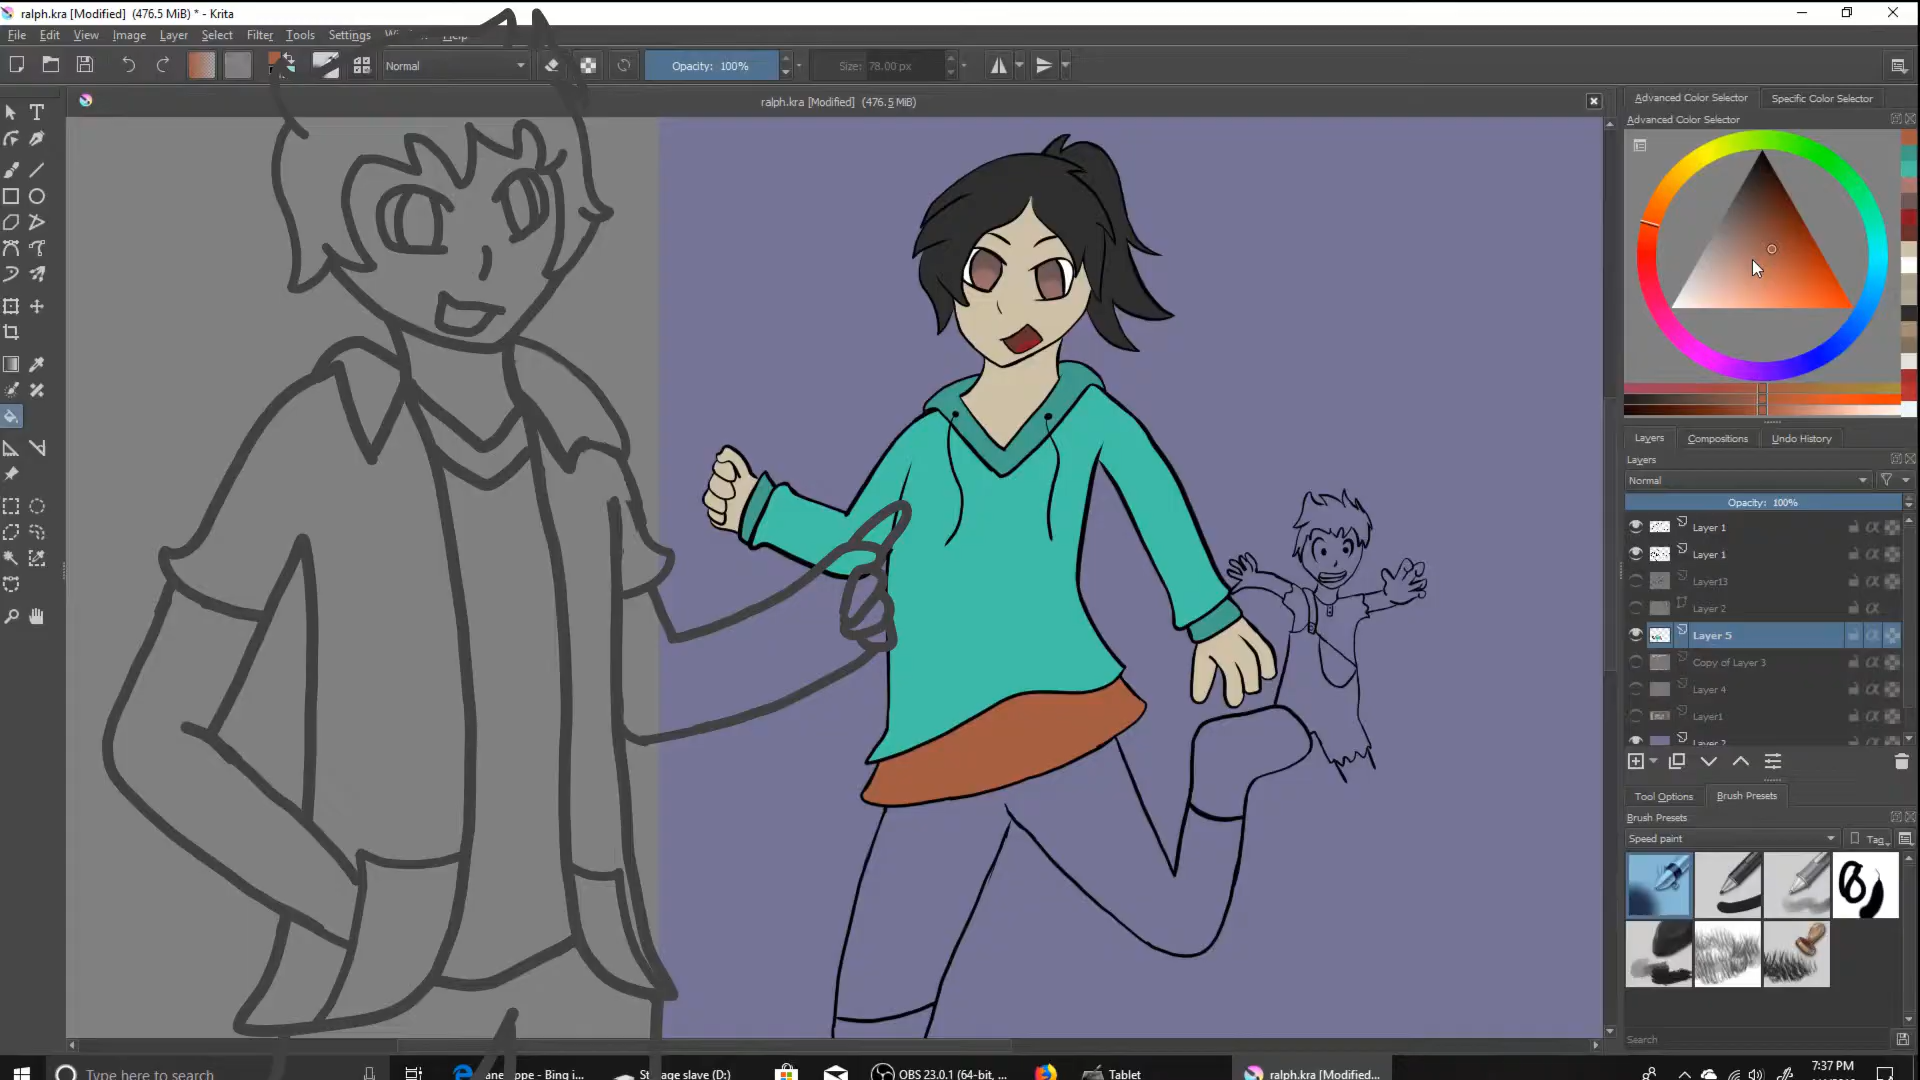 ralph.kra [Modified] (476.5 MiB) * - Krita
File Edit View Image Layer Select Filter Tools Settings
Normal
Opacity: 100%
Size: 78.00 px
ralph.kra [Modified] (476.5 MiB)
Advanced Color Selector
Specific Color Selector
Advanced Color Selector
Layers
Compositions
Undo History
Layers
Normal
Opacity: 100%
Layer 1
Layer 1
Layer13
Layer 2
Layer 5
Copy of Layer 3
Layer 4
Layer1
Layer 2
Tool Options
Brush Presets
Brush Presets
Speed paint
Tag
Search
Type here to search
- Bing i...
slave (D:)
OBS 23.0.1 (64-bit, ...
Tablet
ralph.kra [Modified...
7:37 PM